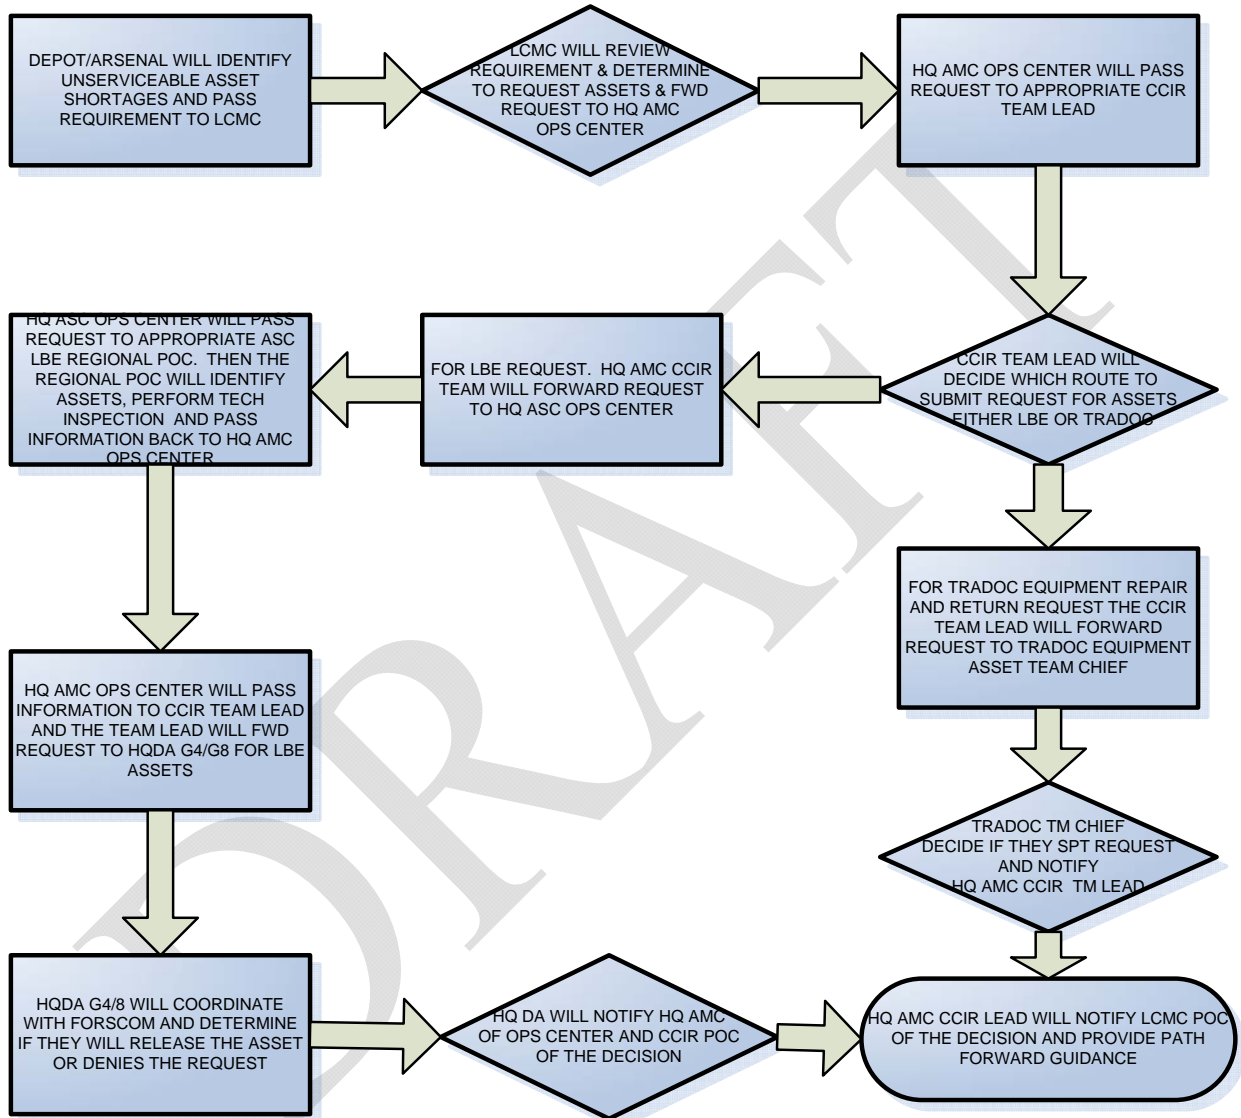 DEPOT/ARSENAL WILL IDENTIFY
UNSERVICEABLE ASSET
SHORTAGES AND PASS
REQUIREMENT TO LCMC
LCMC WILL REVIEW
REQUIREMENT & DETERMINE
TO REQUEST ASSETS & FWD
REQUEST TO HQ AMC
OPS CENTER
HQ AMC OPS CENTER WILL PASS
REQUEST TO APPROPRIATE CCIR
TEAM LEAD
CCIR TEAM LEAD WILL
DECIDE WHICH ROUTE TO
SUBMIT REQUEST FOR ASSETS
EITHER LBE OR TRADOC
FOR LBE REQUEST.  HQ AMC CCIR
TEAM WILL FORWARD REQUEST
TO HQ ASC OPS CENTER
HQ ASC OPS CENTER WILL PASS
REQUEST TO APPROPRIATE ASC
LBE REGIONAL POC.  THEN THE
REGIONAL POC WILL IDENTIFY
ASSETS, PERFORM TECH
INSPECTION  AND PASS
INFORMATION BACK TO HQ AMC
OPS CENTER
HQ AMC OPS CENTER WILL PASS
INFORMATION TO CCIR TEAM LEAD
AND THE TEAM LEAD WILL FWD
REQUEST TO HQDA G4/G8 FOR LBE
ASSETS
FOR TRADOC EQUIPMENT REPAIR
AND RETURN REQUEST THE CCIR
TEAM LEAD WILL FORWARD
REQUEST TO TRADOC EQUIPMENT
ASSET TEAM CHIEF
TRADOC TM CHIEF
DECIDE IF THEY SPT REQUEST
AND NOTIFY
HQ AMC CCIR  TM LEAD
HQDA G4/8 WILL COORDINATE
WITH FORSCOM AND DETERMINE
IF THEY WILL RELEASE THE ASSET
OR DENIES THE REQUEST
HQ DA WILL NOTIFY HQ AMC
OF OPS CENTER AND CCIR POC
OF THE DECISION
HQ AMC CCIR LEAD WILL NOTIFY LCMC POC
OF THE DECISION AND PROVIDE PATH
FORWARD GUIDANCE
DRAFT